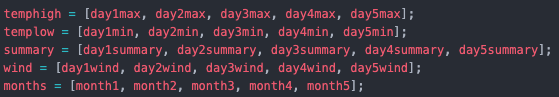 temphigh = [day1max, day2max, day3max, day4max, day5max];
templow = [day1min, day2min, day3min, day4min, day5min];
summary = [day1summary, day2summary, day3summary, day4summary, day5summary];
wind = [day1wind, day2wind, day3wind, day4wind, day5wind];
months = [month1, month2, month3, month4, month5];